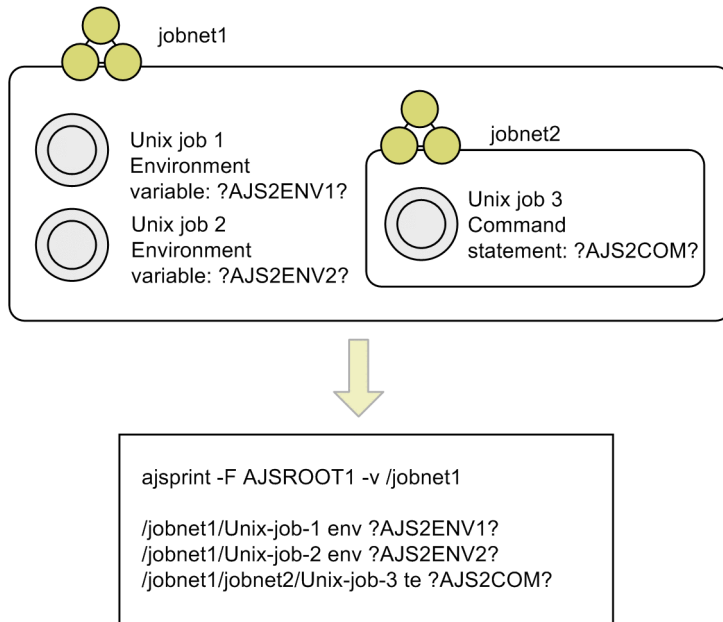 jobnet1
Unix job 1
Environment
variable: ?AJS2ENV1?
Unix job 2
Environment
variable: ?AJS2ENV2?
jobnet2
Unix job 3
Command
statement: ?AJS2COM?
ajsprint -F AJSROOT1 -v /jobnet1
/jobnet1/Unix-job-1 env ?AJS2ENV1?
/jobnet1/Unix-job-2 env ?AJS2ENV2?
/jobnet1/jobnet2/Unix-job-3 te ?AJS2COM?